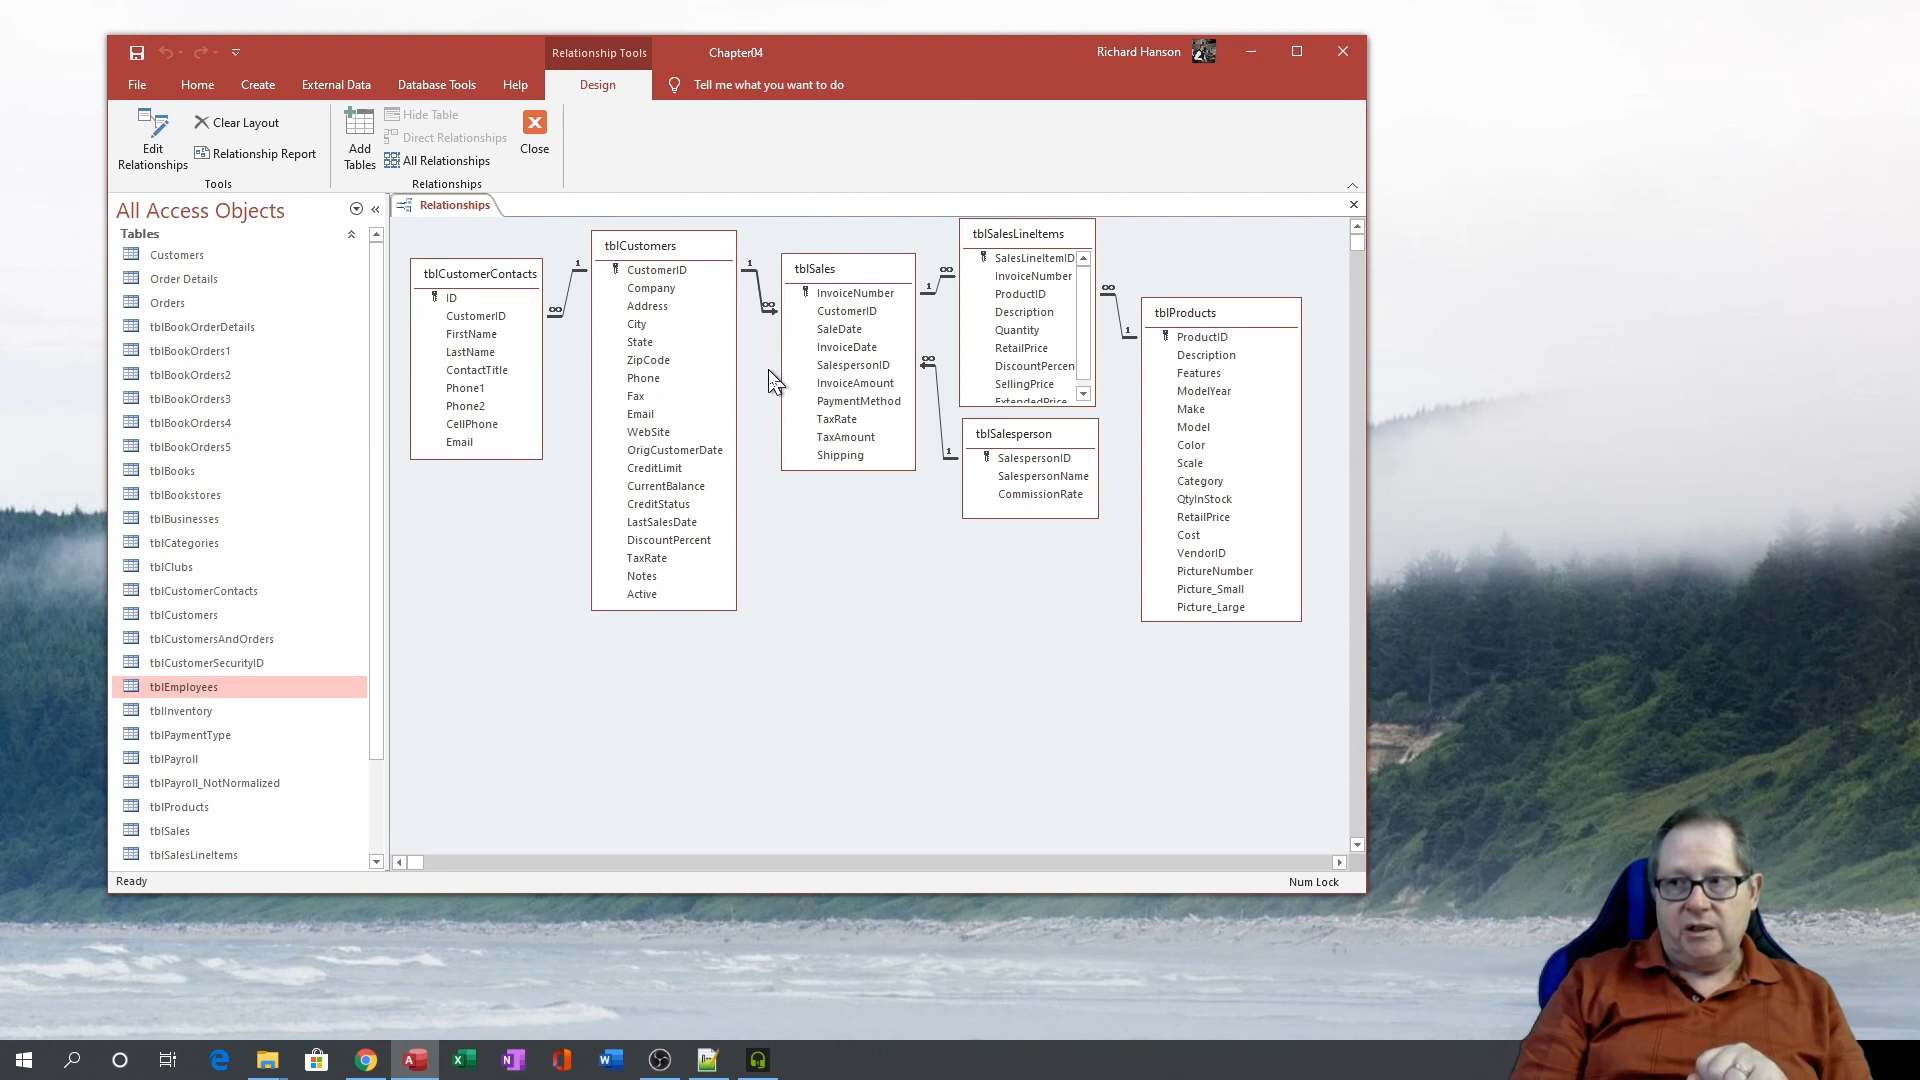 Relationship Tools
Chapter04
Richard Hanson
File
Home
Create
External Data
Database Tools
Help
Design
Tell me what you want to do
Edit
Relationships
Clear Layout
Relationship Report
Tools
Add
Tables
Hide Table
Direct Relationships
All Relationships
Relationships
Close
All Access Objects
Tables
Customers
Order Details
Orders
tblBookOrderDetails
tblBookOrders1
tblBookOrders2
tblBookOrders3
tblBookOrders4
tblBookOrders5
tblBooks
tblBookstores
tblBusinesses
tblCategories
tblClubs
tblCustomerContacts
tblCustomers
tblCustomersAndOrders
tblCustomerSecurityID
tblEmployees
tblInventory
tblPaymentType
tblPayroll
tblPayroll_NotNormalized
tblProducts
tblSales
tblSalesLineItems
Relationships
tblCustomerContacts
ID
CustomerID
FirstName
LastName
ContactTitle
Phone1
Phone2
CellPhone
Email
∞
1
tblCustomers
CustomerID
Company
Address
City
State
ZipCode
Phone
Fax
Email
WebSite
OrigCustomerDate
CreditLimit
CurrentBalance
CreditStatus
LastSalesDate
DiscountPercent
TaxRate
Notes
Active
1
∞
tblSales
InvoiceNumber
CustomerID
SaleDate
InvoiceDate
SalespersonID
InvoiceAmount
PaymentMethod
TaxRate
TaxAmount
Shipping
1
∞
∞
1
tblSalesLineItems
SalesLineItemID
InvoiceNumber
ProductID
Description
Quantity
RetailPrice
DiscountPercen
SellingPrice
ExtendedPrice
tblSalesperson
SalespersonID
SalespersonName
CommissionRate
∞
1
tblProducts
ProductID
Description
Features
ModelYear
Make
Model
Color
Scale
Category
QtyInStock
RetailPrice
Cost
VendorID
PictureNumber
Picture_Small
Picture_Large
Ready
Num Lock